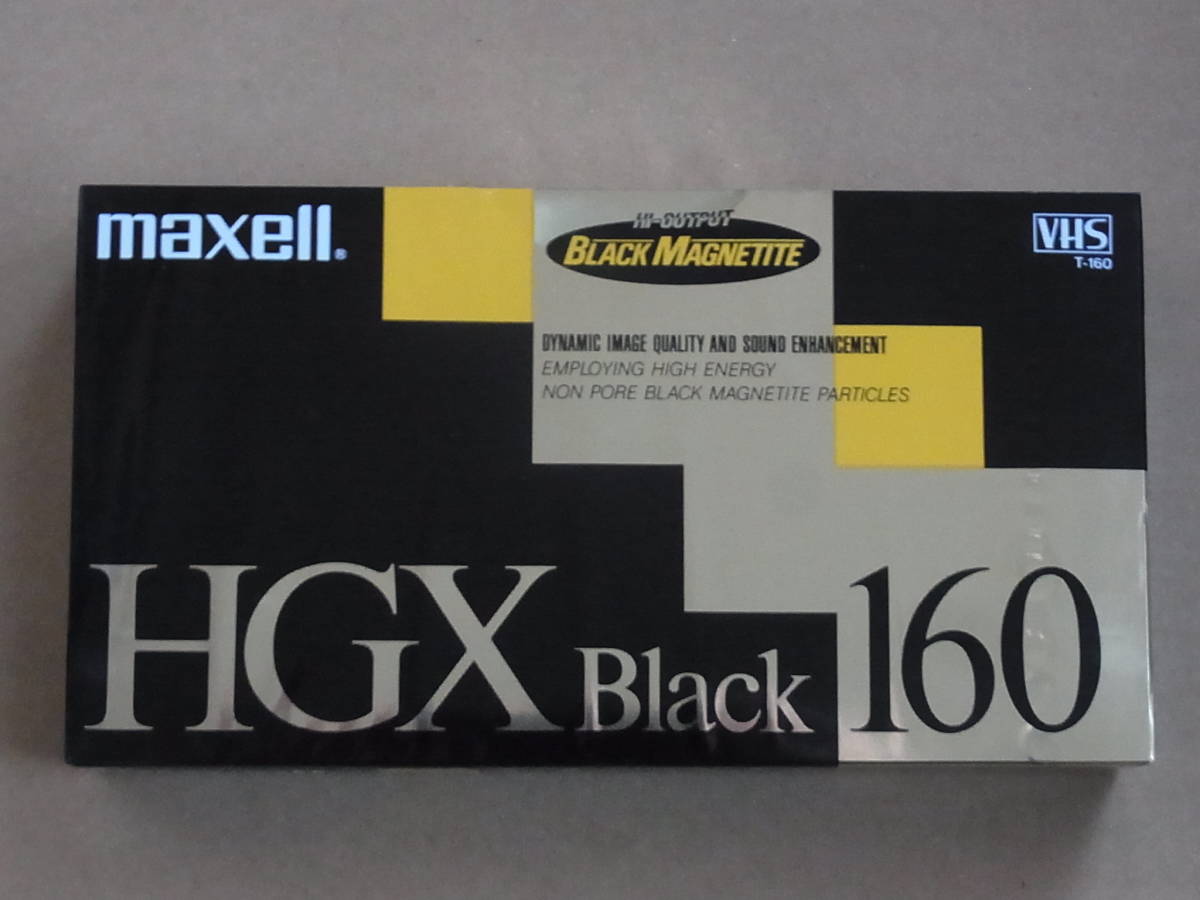 maxell®
HI-OUTPUT
BLACK MAGNETITE
VHS
T-160
DYNAMIC IMAGE QUALITY AND SOUND ENHANCEMENT
EMPLOYING HIGH ENERGY
NON PORE BLACK MAGNETITE PARTICLES
HGX Black 160